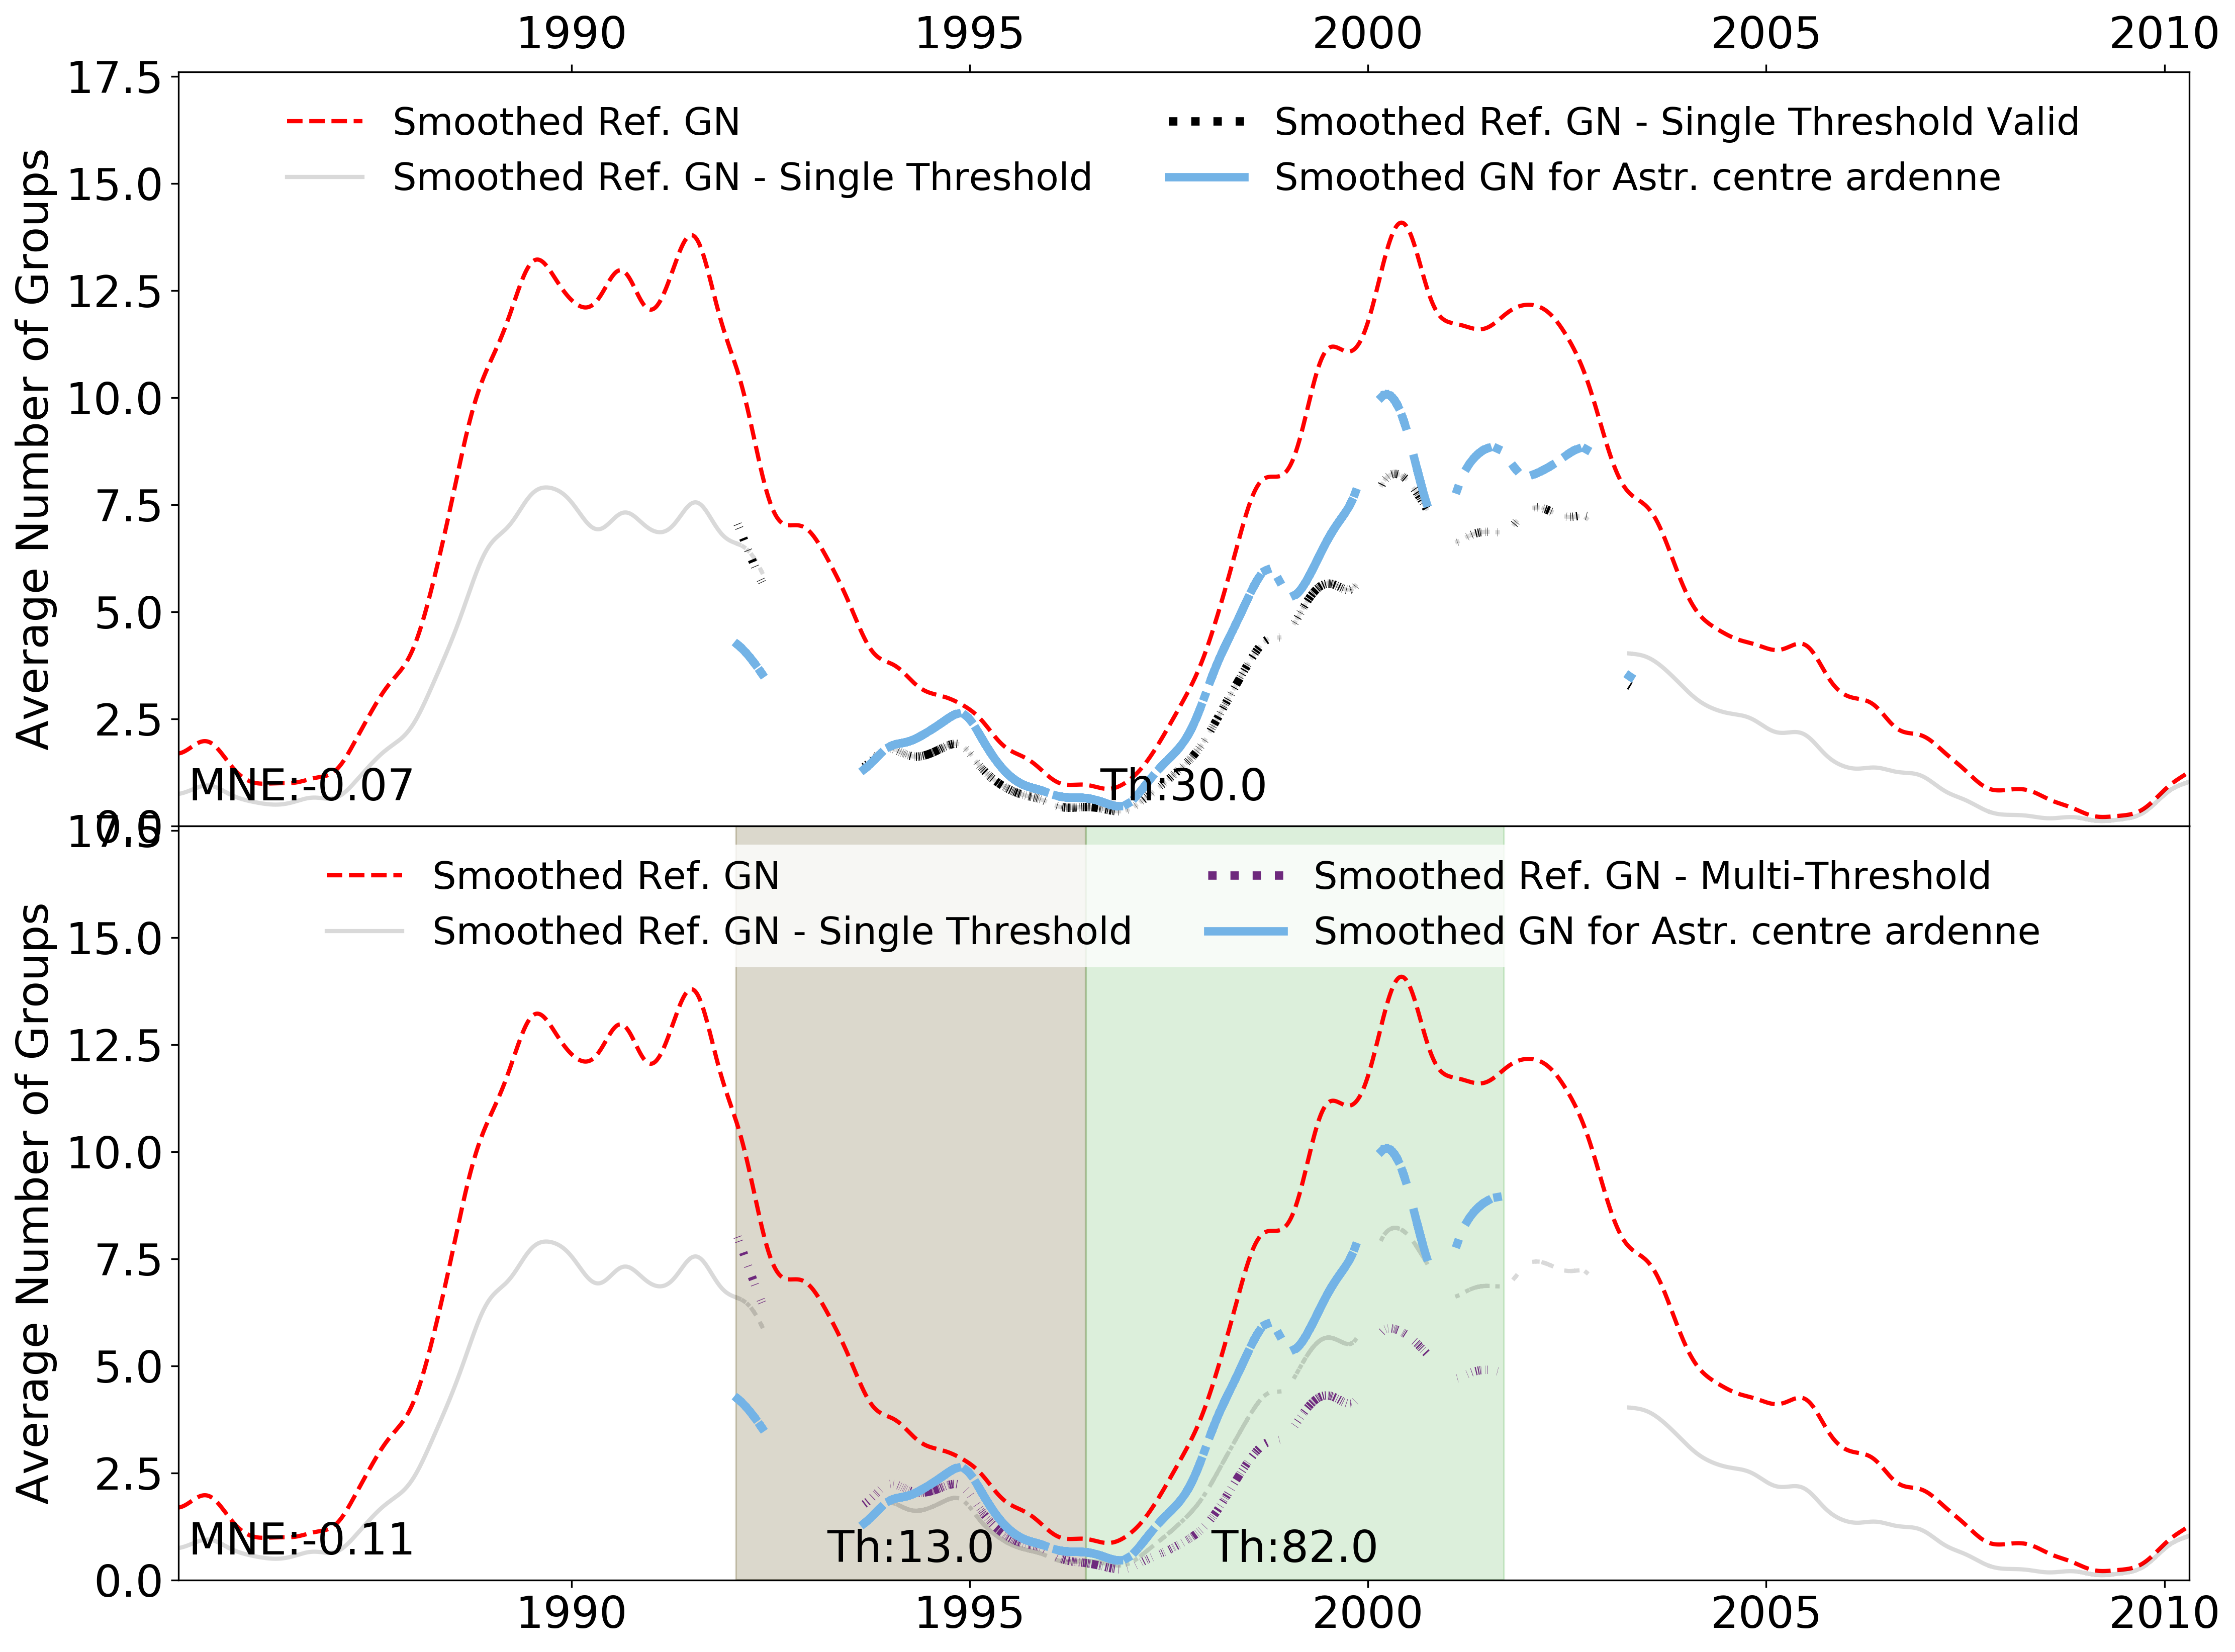 1990 1995 2000 2005 2010
17.5
Smoothed Ref. GN
Smoothed Ref. GN - Single Threshold
Smoothed Ref. GN - Single Threshold Valid
Smoothed GN for Astr. centre ardenne
15.0
12.5
10.0
7.5
5.0
2.5
0.0
Average Number of Groups
MNE:-0.07
Th:30.0
17.5
Smoothed Ref. GN
Smoothed Ref. GN - Single Threshold
Smoothed Ref. GN - Multi-Threshold
Smoothed GN for Astr. centre ardenne
15.0
12.5
10.0
7.5
5.0
2.5
0.0
Average Number of Groups
MNE:-0.11
Th:13.0
Th:82.0
1990 1995 2000 2005 2010